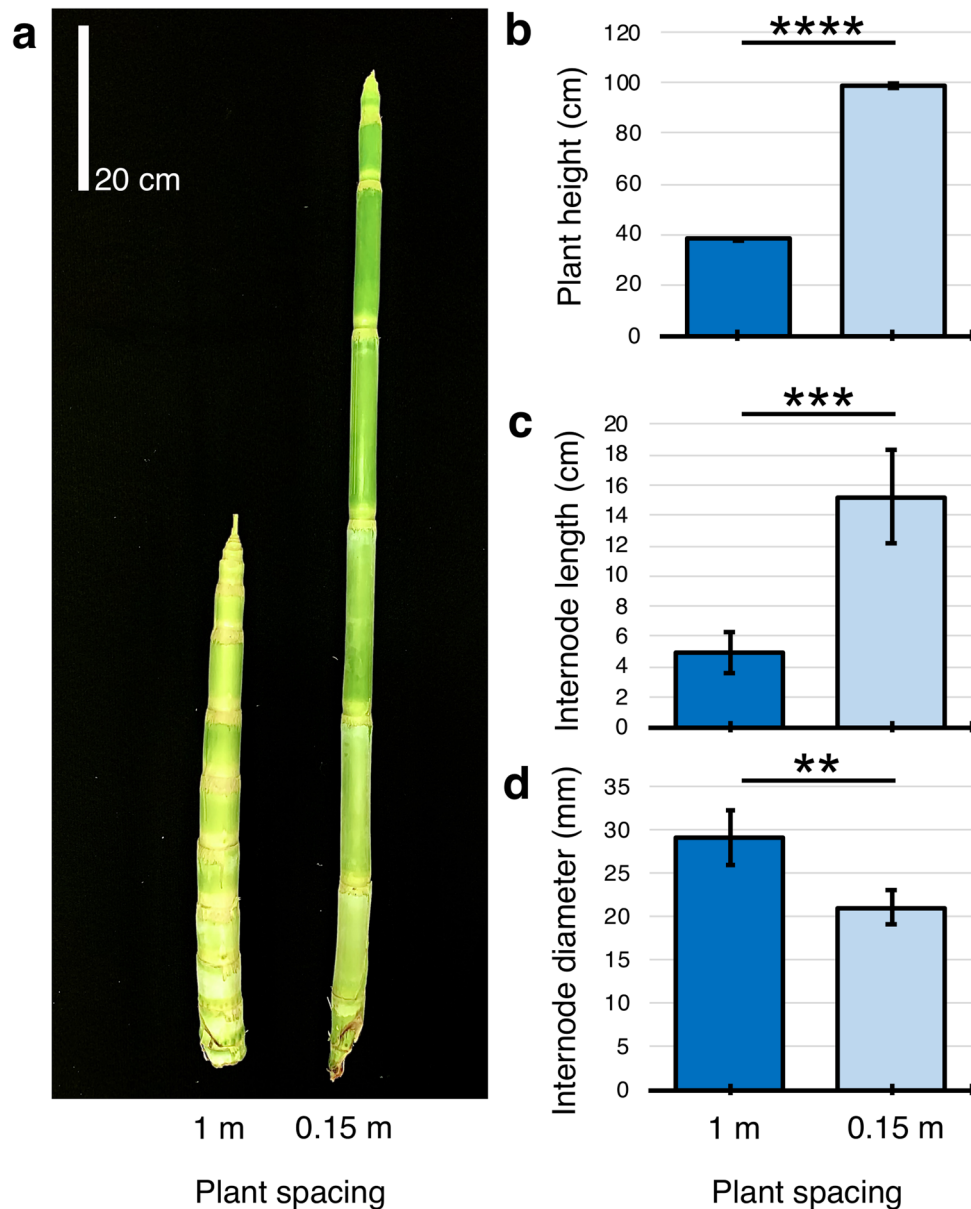 a
20 cm
1 m
0.15 m
Plant spacing
b
****
Plant height (cm)
120
100
80
60
40
20
0
c
***
Internode length (cm)
20
18
16
14
12
10
8
6
4
2
0
d
**
Internode diameter (mm)
35
30
25
20
15
10
5
0
1 m
0.15 m
Plant spacing